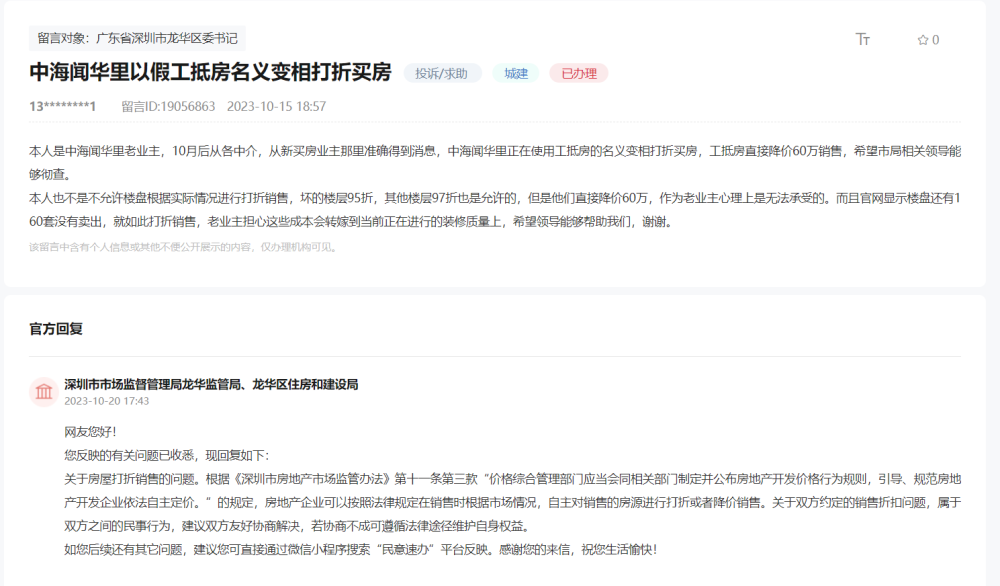 留言对象：广东省深圳市龙华区委书记
0
中海闻华里以假工抵房名义变相打折买房
投诉/求助
城建
已办理
13********1 留言ID:19056863 2023-10-15 18:57
本人是中海闻华里老业主，10月后从各中介，从新买房业主那里准确得到消息，中海闻华里正在使用工抵房的名义变相打折买房，工抵房直接降价60万销售，希望市局相关领导能
够彻查。
本人也不是不允许楼盘根据实际情况进行打折销售，坏的楼层95折，其他楼层97折也是允许的，但是他们直接降价60万，作为老业主心理上是无法承受的。而且官网显示楼盘还有1
60套没有卖出，就如此打折销售，老业主担心这些成本会转嫁到当前正在进行的装修质量上，希望领导能够帮助我们，谢谢。
该留言中含有个人信息或其他不便公开展示的内容，仅办理机构可见。
官方回复
深圳市市场监督管理局龙华监管局、龙华区住房和建设局
2023-10-20 17:43
网友您好！
您反映的有关问题已收悉，现回复如下：
关于房屋打折销售的问题。根据《深圳市房地产市场监管办法》第十一条第三款“价格综合管理部门应当会同相关部门制定并公布房地产开发价格行为规则，引导、规范房地
产开发企业依法自主定价。”的规定，房地产企业可以按照法律规定在销售时根据市场情况，自主对销售的房源进行打折或者降价销售。关于双方约定的销售折扣问题，属于
双方之间的民事行为，建议双方友好协商解决，若协商不成可遵循法律途径维护自身权益。
如您后续还有其它问题，建议您可直接通过微信小程序搜索“民意速办”平台反映。感谢您的来信，祝您生活愉快！